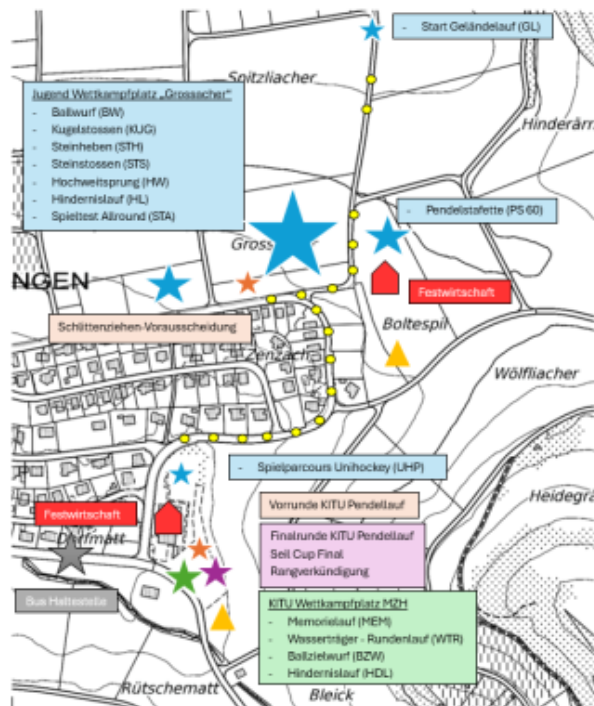 - Start Geländelauf (GL)
Spitzliacher
Jugend Wettkampfplatz „Grossacher"
- Ballwurf (BW)
- Kugelstossen (KUG)
- Steinheben (STH)
- Steinstossen (STS)
- Hochweitsprung (HW)
- Hindernislauf (HL)
- Spieltest Allround (STA)
Hinderärn
- Pendelstafette (PS 60)
Gross
NGEN
Festwirtschaft
Schlittenziehen-Vorausscheidung
Boltespil
Zenzach
Wölfliacher
- Spielparcours Unihockey (UHP)
Vorrunde KITU Pendellauf
Heidegra
Festwirtschaft
Dorfmatt
Finalrunde KITU Pendellauf
Seil Cup Final
Rangverkündigung
Bus Haltestelle
KITU Wettkampfplatz MZH
- Memorielauf (MEM)
- Wasserträger - Rundenlauf (WTR)
- Ballzielwurf (BZW)
- Hindernislauf (HDL)
Rütschematt
Bleick